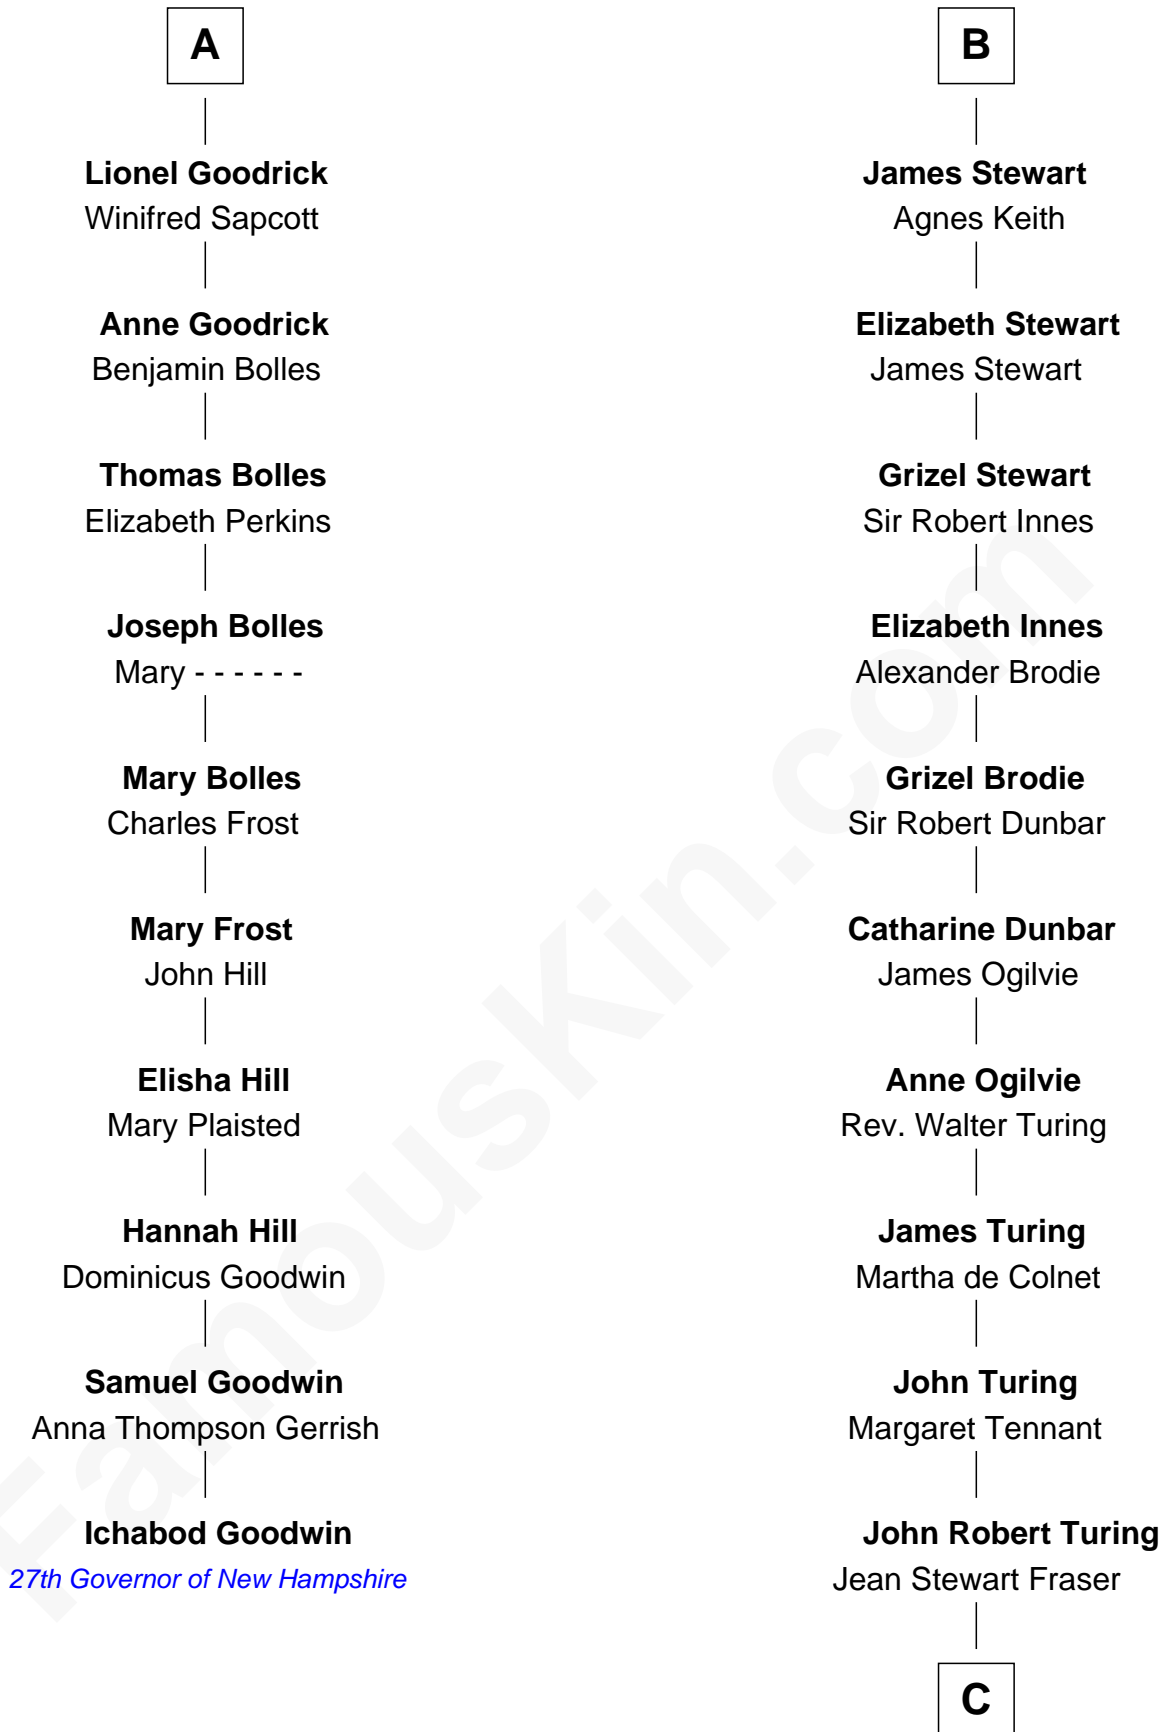 A
Lionel Goodrick
Winifred Sapcott
Anne Goodrick
Benjamin Bolles
Thomas Bolles
Elizabeth Perkins
Joseph Bolles
Mary - - - - - -
Mary Bolles
Charles Frost
Mary Frost
John Hill
Elisha Hill
Mary Plaisted
Hannah Hill
Dominicus Goodwin
Samuel Goodwin
Anna Thompson Gerrish
Ichabod Goodwin
27th Governor of New Hampshire
B
James Stewart
Agnes Keith
Elizabeth Stewart
James Stewart
Grizel Stewart
Sir Robert Innes
Elizabeth Innes
Alexander Brodie
Grizel Brodie
Sir Robert Dunbar
Catharine Dunbar
James Ogilvie
Anne Ogilvie
Rev. Walter Turing
James Turing
Martha de Colnet
John Turing
Margaret Tennant
John Robert Turing
Jean Stewart Fraser
C
FamousKin.com